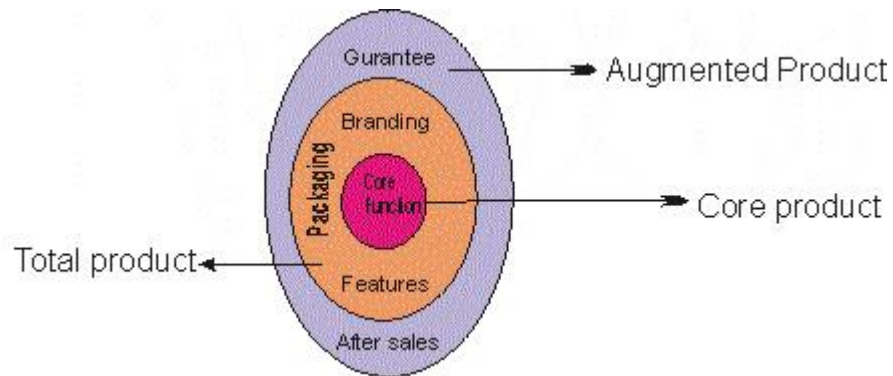 Gurantee
Augmented Product
Branding
Packaging
Core
function
Core product
Total product
Features
After sales